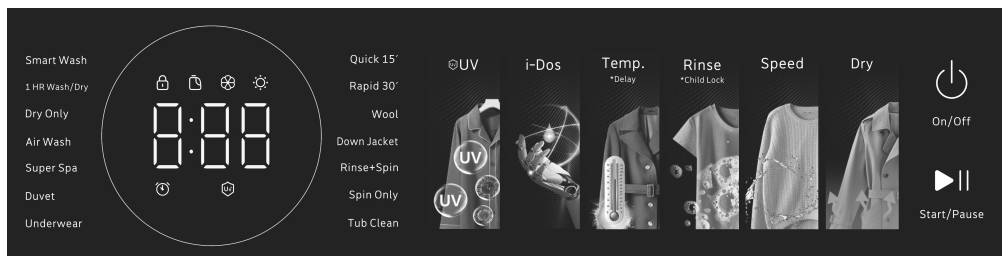 Smart Wash
1 HR Wash/Dry
Dry Only
Air Wash
Super Spa
Duvet
Underwear
8:88
Uv
Quick 15′
Rapid 30′
Wool
Down Jacket
Rinse+Spin
Spin Only
Tub Clean
UV
UV
UV
i-Dos
Temp.
*Delay
Rinse
*Child Lock
Speed
Dry
On/Off
Start/Pause